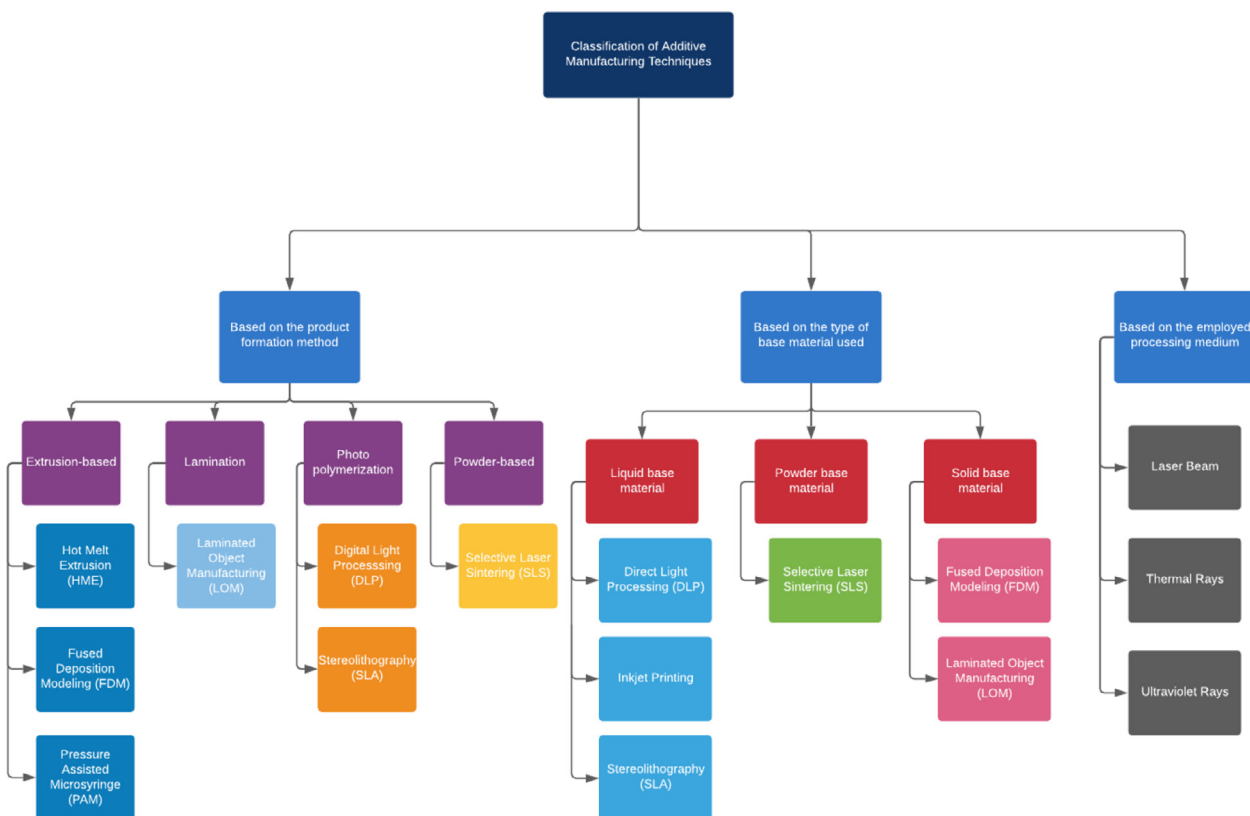 Classification of Additive
Manufacturing Techniques
Based on the product
formation method
Based on the type of
base material used
Based on the employed
processing medium
Extrusion-based
Lamination
Photo
polymerization
Powder-based
Liquid base
material
Powder base
material
Solid base
material
Hot Melt
Extrusion
(HME)
Fused
Deposition
Modeling (FDM)
Pressure
Assisted
Microsyringe
(PAM)
Laminated
Object
Manufacturing
(LOM)
Digital Light
Processsing
(DLP)
Stereolithography
(SLA)
Selective Laser
Sintering (SLS)
Direct Light
Processing (DLP)
Inkjet Printing
Stereolithography
(SLA)
Selective Laser
Sintering (SLS)
Fused Deposition
Modeling (FDM)
Laminated Object
Manufacturing
(LOM)
Laser Beam
Thermal Rays
Ultraviolet Rays